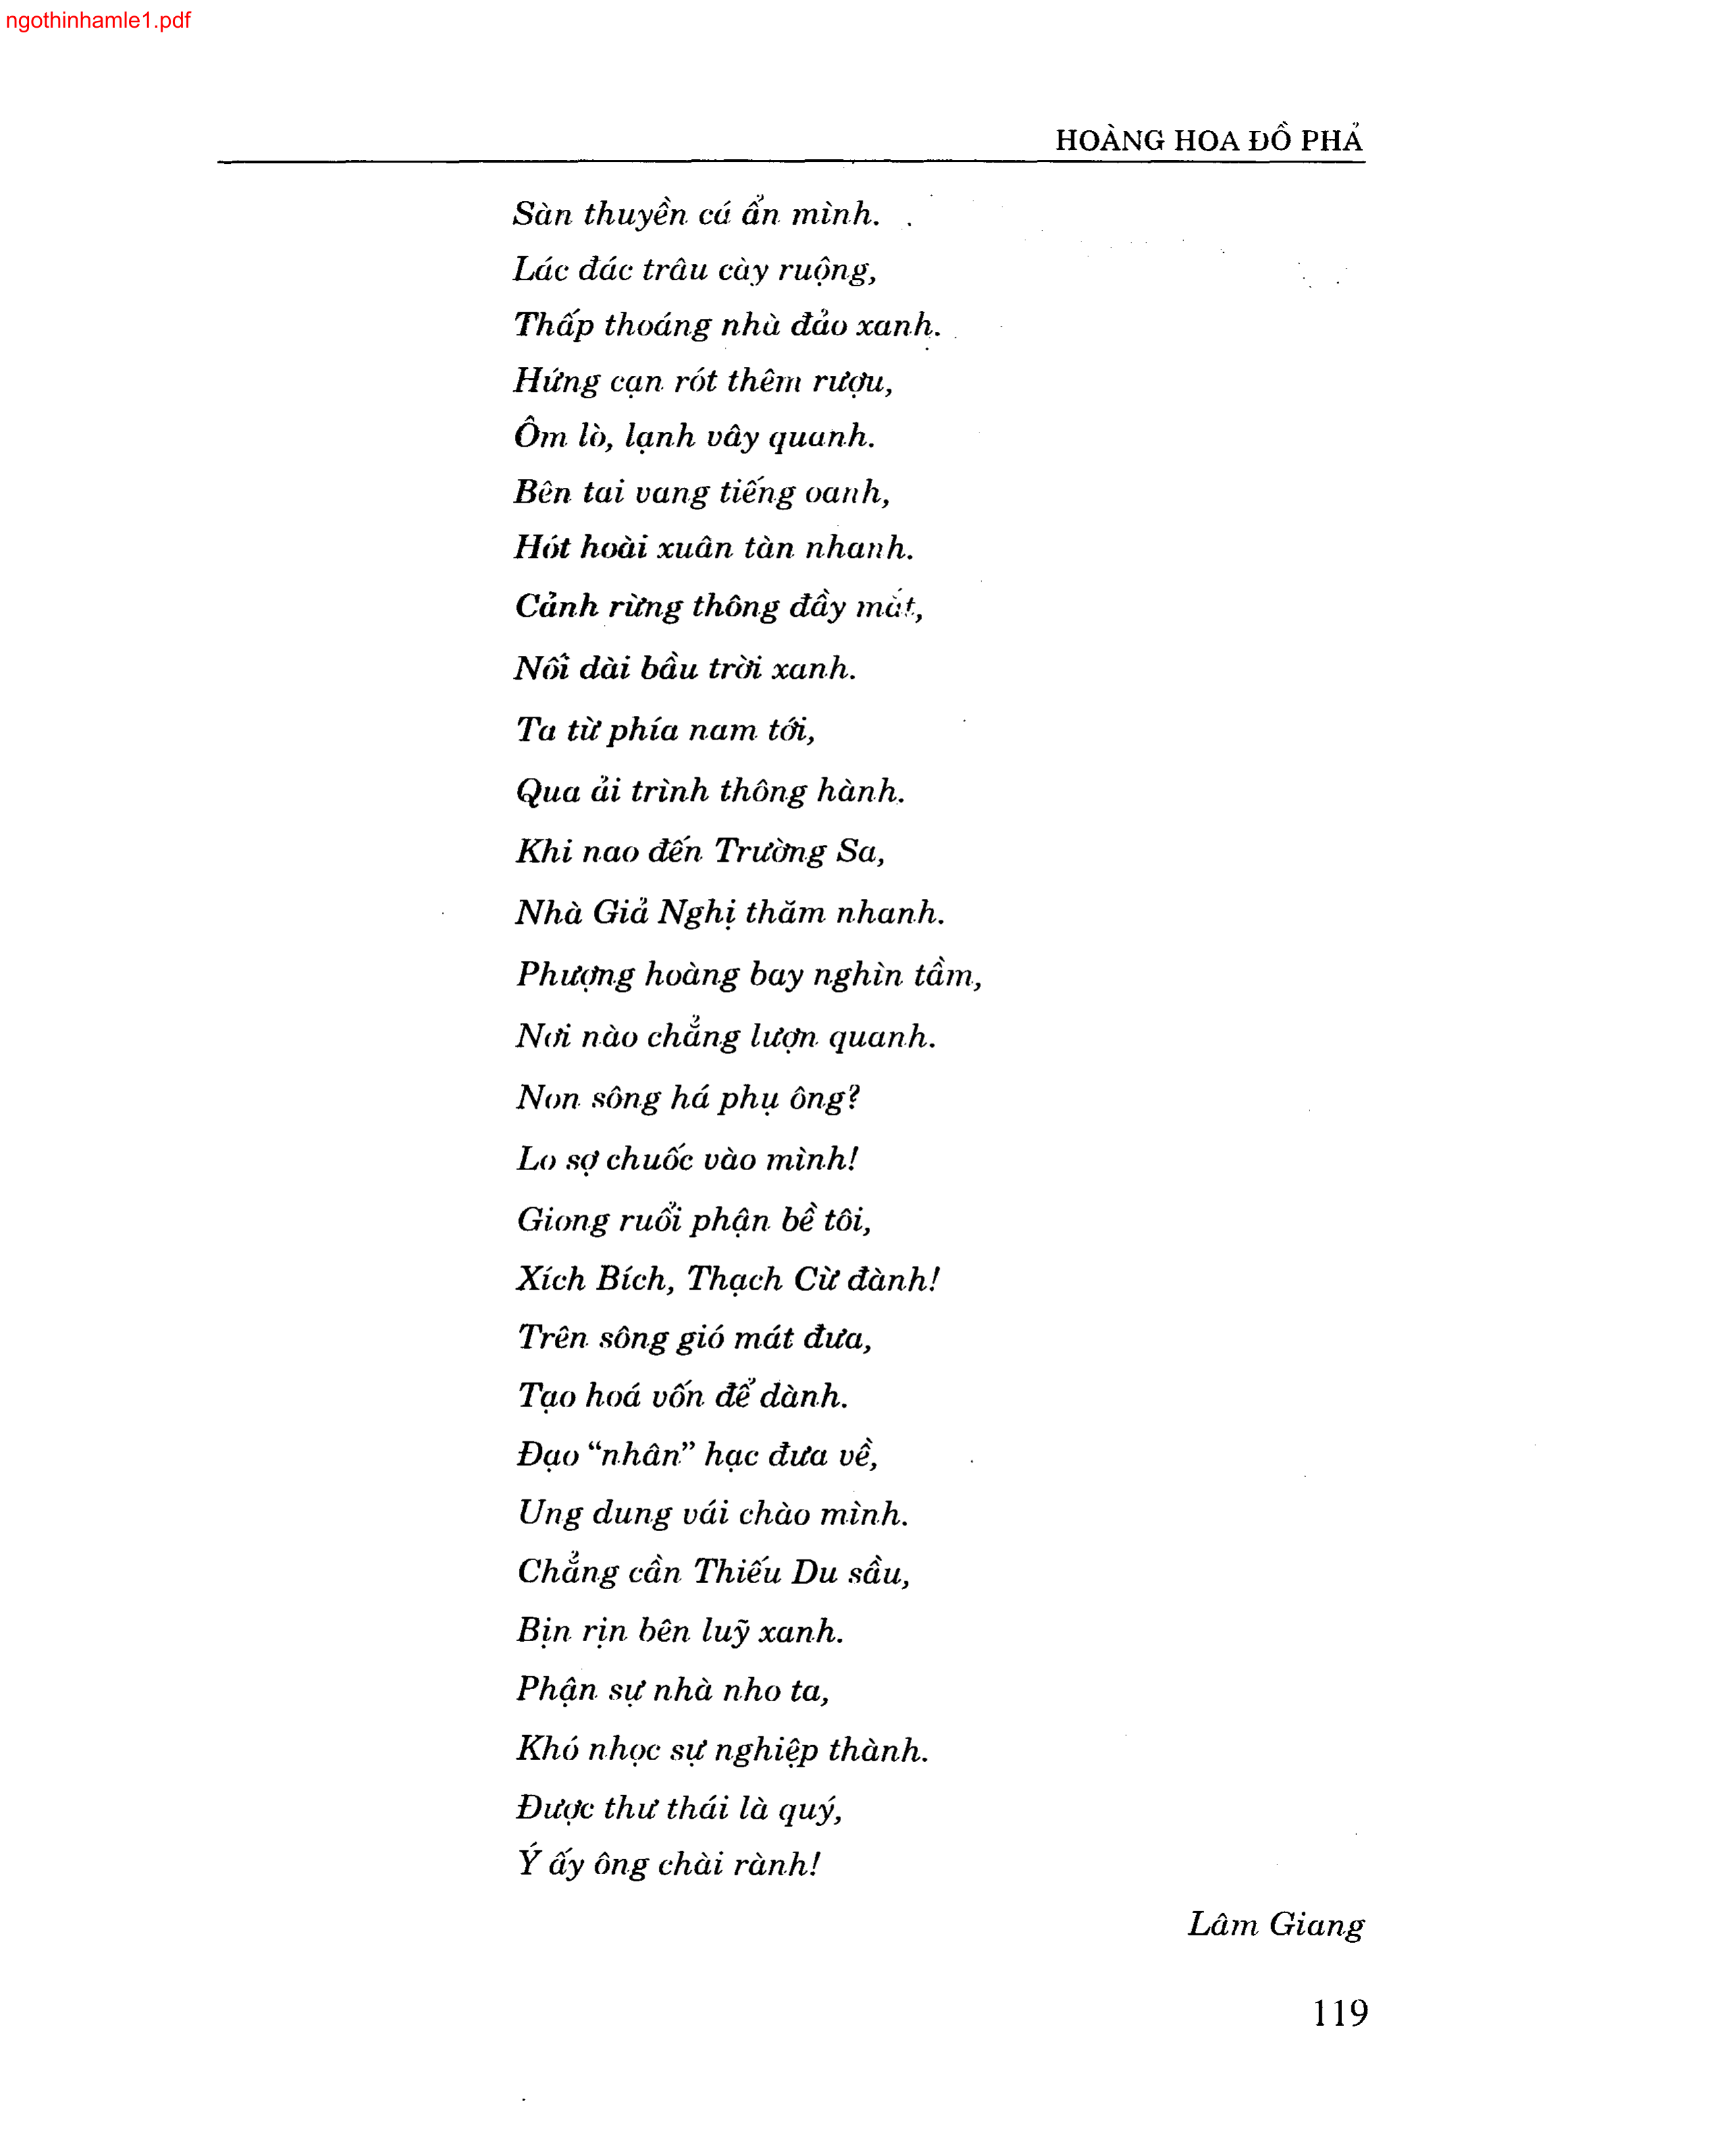 ngothinhamle1.pdf
HOÀNG HOA ĐỒ PHẢ
Sàn thuyền cá ẩn mình.
Lác đác trâu cày ruộng,
Thấp thoáng nhà đảo xanh.
Hứng cạn rót thêm rượu,
Ôm lò, lạnh vây quanh.
Bên tai vang tiếng oanh,
Hót hoài xuân tàn nhanh.
Cảnh rừng thông đầy mắt,
Nối dài bầu trời xanh.
Ta từ phía nam tới,
Qua ải trình thông hành.
Khi nao đến Trường Sa,
Nhà Giả Nghị thăm nhanh.
Phượng hoàng bay nghìn tầm,
Nơi nào chẳng lượn quanh.
Non sông há phụ ông?
Lo sợ chuốc vào mình!
Giong ruổi phận bề tôi,
Xích Bích, Thạch Cừ đành!
Trên sông gió mát đưa,
Tạo hoá vốn để dành.
Đạo “nhân” hạc đưa về,
Ung dung vái chào mình.
Chẳng cần Thiếu Du sầu,
Bịn rịn bên luỹ xanh.
Phận sự nhà nho ta,
Khó nhọc sự nghiệp thành.
Được thư thái là quý,
Ý ấy ông chài rành!
Lâm Giang
119